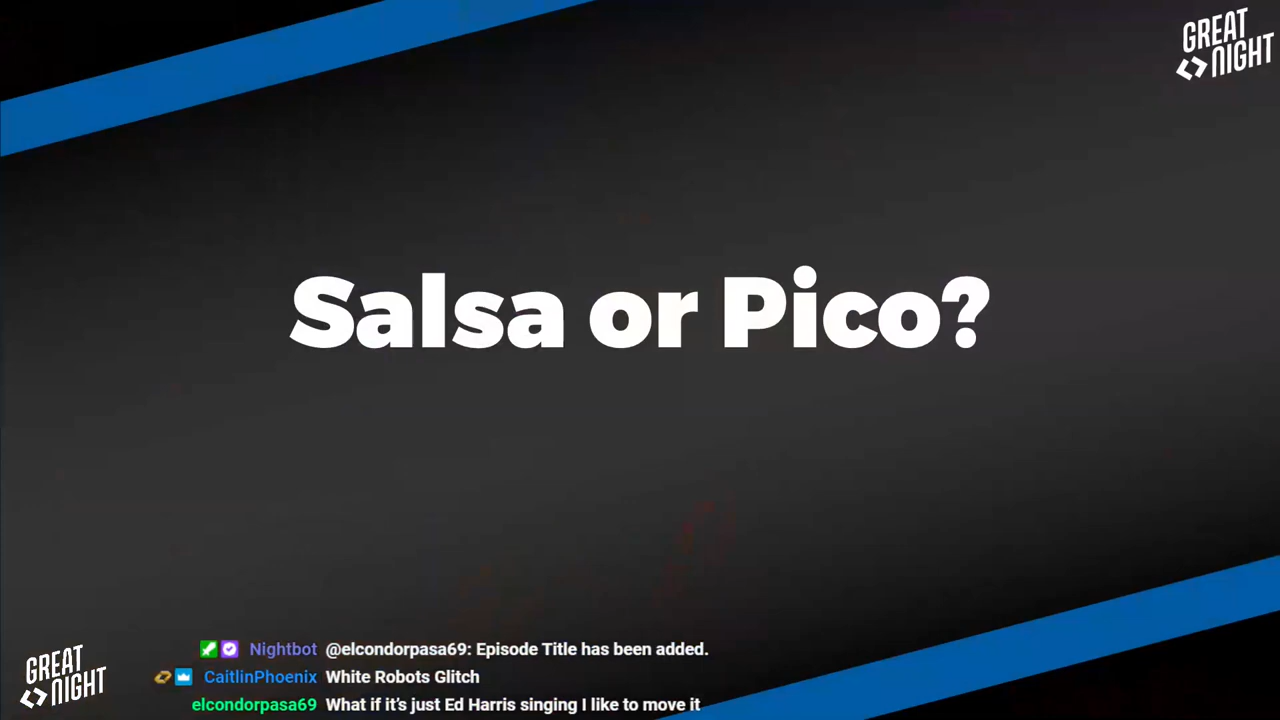 GREAT
NIGHT
Salsa or Pico?
Nightbot @elcondorpasa69: Episode Title has been added.
CaitlinPhoenix White Robots Glitch
elcondorpasa69 What if it's just Ed Harris singing I like to move it
GREAT
NIGHT